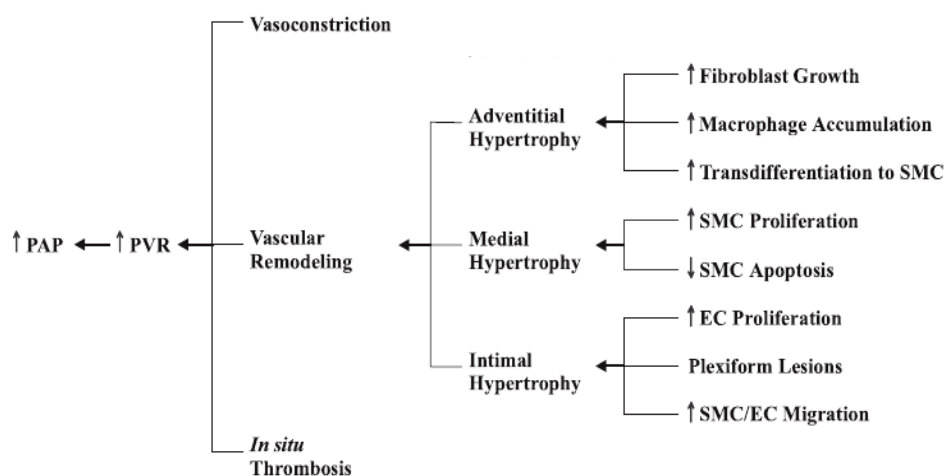 Vasoconstriction
↑ Fibroblast Growth
Adventitial
Hypertrophy
↑ Macrophage Accumulation
↑ Transdifferentiation to SMC
↑ PAP
↑ PVR
Vascular
Remodeling
Medial
Hypertrophy
↑ SMC Proliferation
↓ SMC Apoptosis
Intimal
Hypertrophy
↑ EC Proliferation
Plexiform Lesions
↑ SMC/EC Migration
In situ
Thrombosis